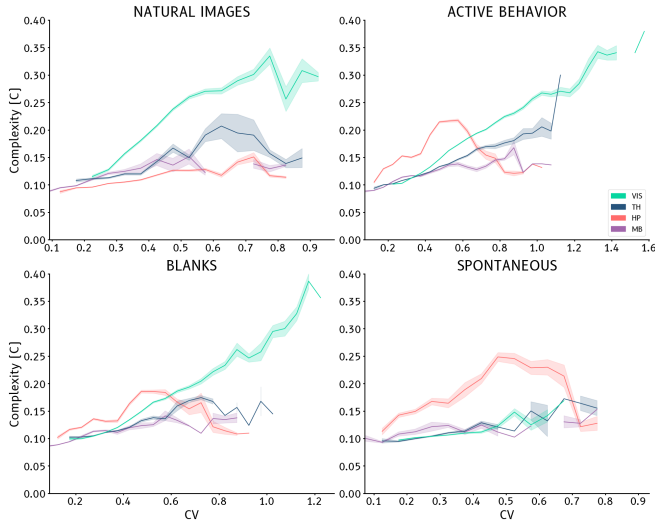 NATURAL IMAGES
Complexity [C]
0.40
0.35
0.30
0.25
0.20
0.15
0.10
0.05
0.00
0.1 0.2 0.3 0.4 0.5 0.6 0.7 0.8 0.9
ACTIVE BEHAVIOR
0.40
0.35
0.30
0.25
0.20
0.15
0.10
0.05
0.00
0.2 0.4 0.6 0.8 1.0 1.2 1.4 1.6
VIS
TH
HP
MB
BLANKS
Complexity [C]
0.40
0.35
0.30
0.25
0.20
0.15
0.10
0.05
0.00
0.2 0.4 0.6 0.8 1.0 1.2
CV
SPONTANEOUS
0.40
0.35
0.30
0.25
0.20
0.15
0.10
0.05
0.00
0.1 0.2 0.3 0.4 0.5 0.6 0.7 0.8
CV